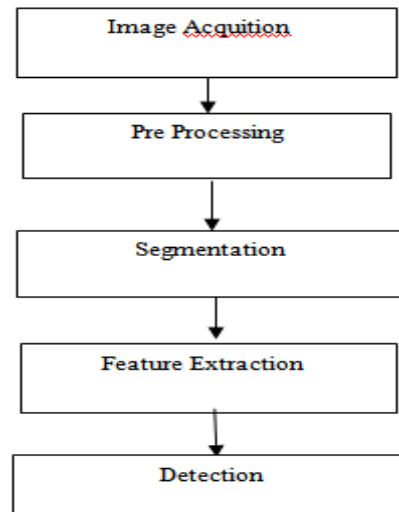 Image Acquition
Pre Processing
Segmentation
Feature Extraction
Detection